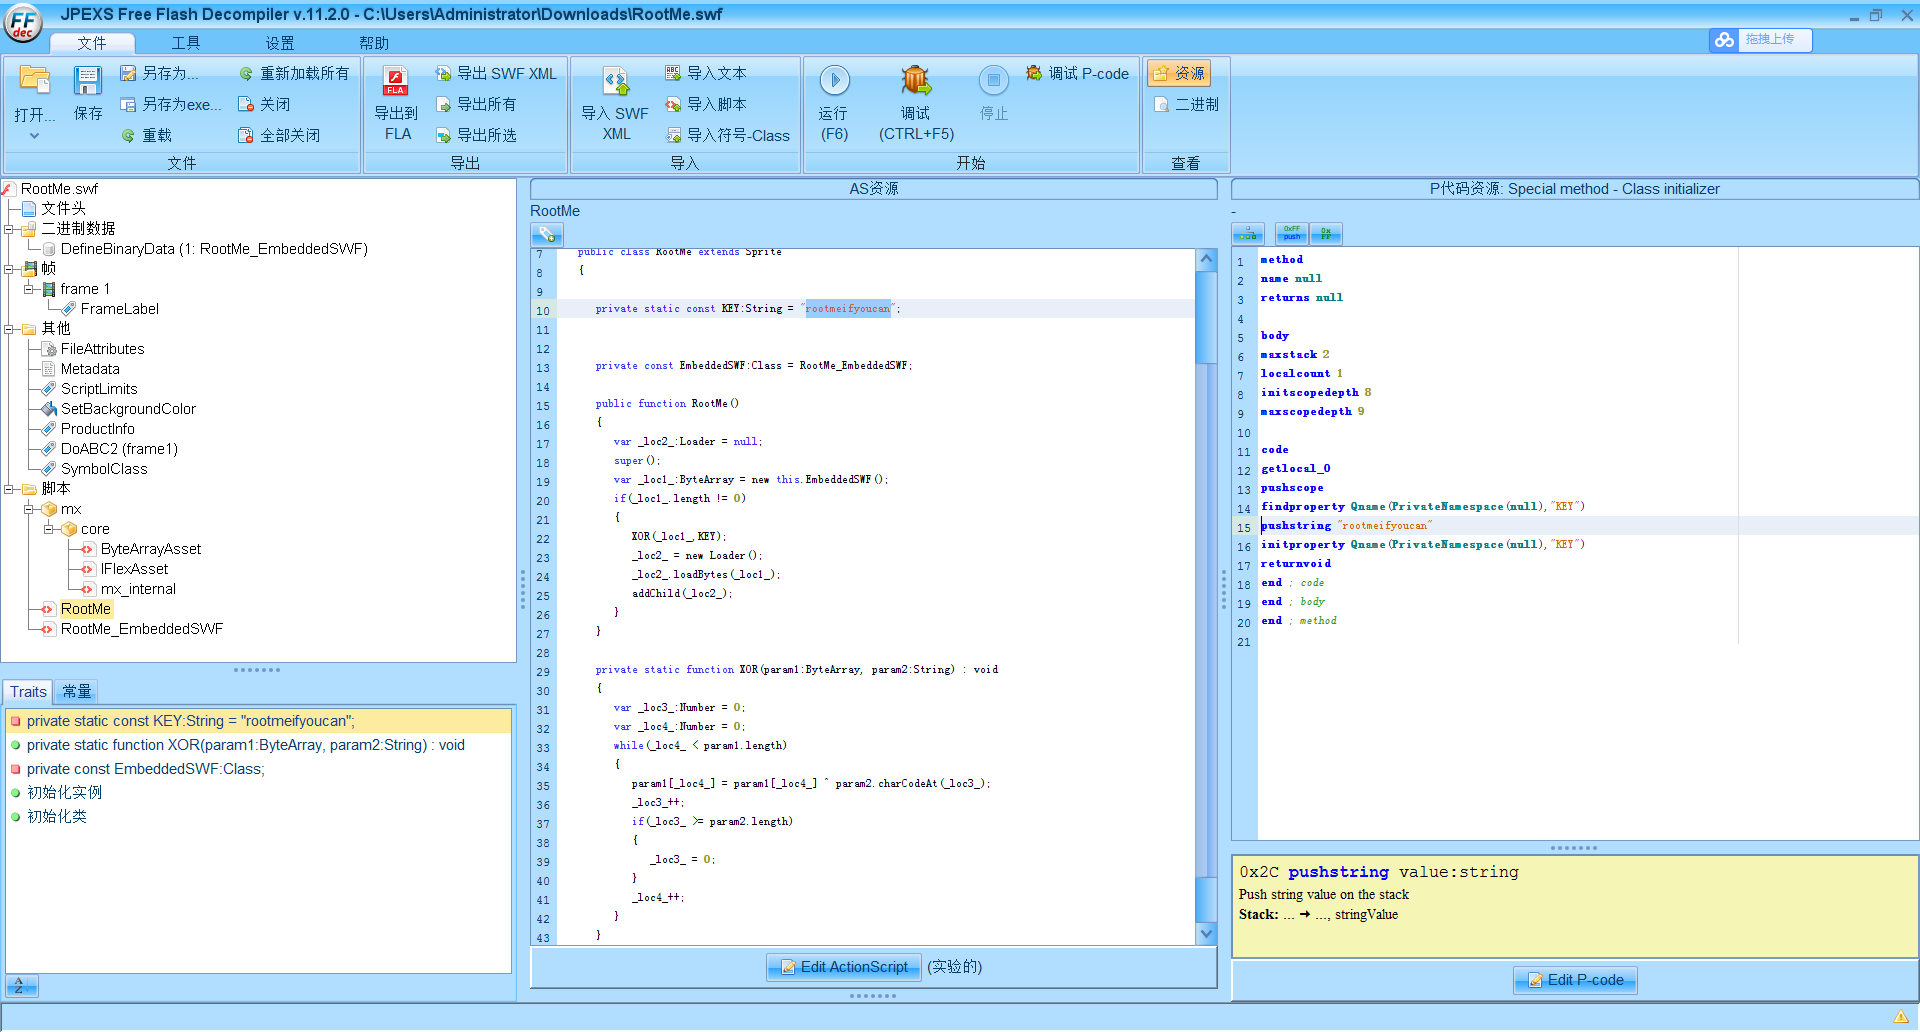 JPEXS Free Flash Decompiler v.11.2.0 - C:\Users\Administrator\Downloads\RootMe.swf
文件 工具 设置 帮助
拖拽上传
打开... 保存 另存为... 另存为exe... 重载 重新加载所有 关闭 全部关闭
文件
导出到 FLA 导出 SWF XML 导出所有 导出所选
导出
导入 SWF XML 导入文本 导入脚本 导入符号-Class
导入
运行 (F6) 调试 (CTRL+F5) 停止 调试 P-code
开始
资源 二进制
查看
RootMe.swf
文件头
二进制数据
DefineBinaryData (1: RootMe_EmbeddedSWF)
帧
frame 1
FrameLabel
其他
FileAttributes
Metadata
ScriptLimits
SetBackgroundColor
ProductInfo
DoABC2 (frame1)
SymbolClass
脚本
mx
core
ByteArrayAsset
IFlexAsset
mx_internal
RootMe
RootMe_EmbeddedSWF
Traits 常量
private static const KEY:String = "rootmeifyoucan";
private static function XOR(param1:ByteArray, param2:String) : void
private const EmbeddedSWF:Class;
初始化实例
初始化类
AS资源
RootMe
7 public class RootMe extends Sprite
8 {
9
10 private static const KEY:String = "rootmeifyoucan";
11
12
13 private const EmbeddedSWF:Class = RootMe_EmbeddedSWF;
14
15 public function RootMe()
16 {
17 var _loc2_:Loader = null;
18 super();
19 var _loc1_:ByteArray = new this.EmbeddedSWF();
20 if(_loc1_.length != 0)
21 {
22 XOR(_loc1_,KEY);
23 _loc2_ = new Loader();
24 _loc2_.loadBytes(_loc1_);
25 addChild(_loc2_);
26 }
27 }
28
29 private static function XOR(param1:ByteArray, param2:String) : void
30 {
31 var _loc3_:Number = 0;
32 var _loc4_:Number = 0;
33 while(_loc4_ < param1.length)
34 {
35 param1[_loc4_] = param1[_loc4_] ^ param2.charCodeAt(_loc3_);
36 _loc3_++;
37 if(_loc3_ >= param2.length)
38 {
39 _loc3_ = 0;
40 }
41 _loc4_++;
42 }
43 }
Edit ActionScript (实验的)
P代码资源: Special method - Class initializer
-
0xFF push 0x FF
1 method
2 name null
3 returns null
4
5 body
6 maxstack 2
7 localcount 1
8 initscopedepth 8
9 maxscopedepth 9
10
11 code
12 getlocal_0
13 pushscope
14 findproperty Qname(PrivateNamespace(null),"KEY")
15 pushstring "rootmeifyoucan"
16 initproperty Qname(PrivateNamespace(null),"KEY")
17 returnvoid
18 end ; code
19 end ; body
20 end ; method
21
0x2C pushstring value:string
Push string value on the stack
Stack: ... ➞ ..., stringValue
Edit P-code